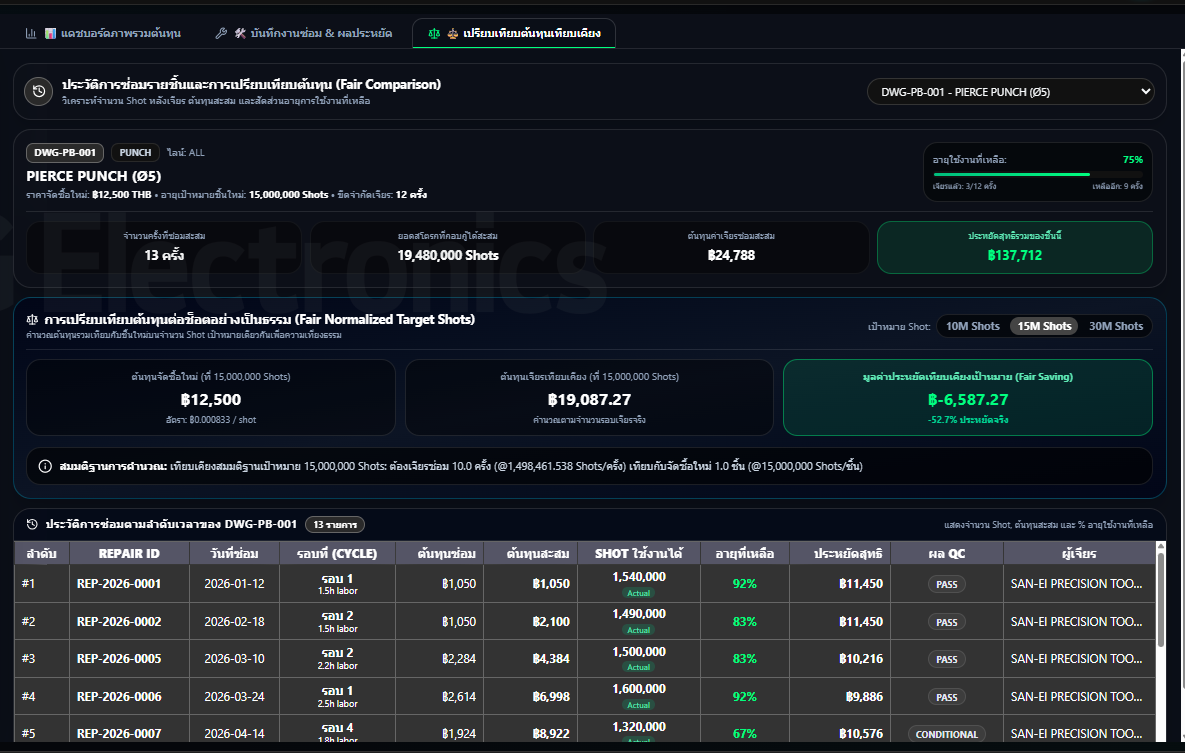 📊 แดชบอร์ดภาพรวมต้นทุน
🛠 บันทึกงานซ่อม & ผลประหยัด
⚖ เปรียบเทียบต้นทุนเทียบเคียง
ประวัติการซ่อมรายชิ้นและการเปรียบเทียบต้นทุน (Fair Comparison)
วิเคราะห์จำนวน Shot หลังเจียร ต้นทุนสะสม และสัดส่วนอายุการใช้งานที่เหลือ
DWG-PB-001 - PIERCE PUNCH (Ø5)
DWG-PB-001 PUNCH ไลน์: ALL
PIERCE PUNCH (Ø5)
ราคาจัดซื้อใหม่: ฿12,500 THB • อายุเป้าหมายชิ้นใหม่: 15,000,000 Shots • ขีดจำกัดเจียร: 12 ครั้ง
อายุใช้งานที่เหลือ: 75%
เจียรแล้ว: 3/12 ครั้ง เหลืออีก: 9 ครั้ง
Electronics
จำนวนครั้งที่ซ่อมสะสม
13 ครั้ง
ยอดสโตรกที่กอบกู้ได้สะสม
19,480,000 Shots
ต้นทุนค่าเจียรซ่อมสะสม
฿24,788
ประหยัดสุทธิรวมของชิ้นนี้
฿137,712
การเปรียบเทียบต้นทุนต่อช็อตอย่างเป็นธรรม (Fair Normalized Target Shots)
คำนวณต้นทุนรวมเทียบกับชิ้นใหม่บนจำนวน Shot เป้าหมายเดียวกันเพื่อความเที่ยงธรรม
เป้าหมาย Shot: 10M Shots 15M Shots 30M Shots
ต้นทุนจัดซื้อใหม่ (ที่ 15,000,000 Shots)
฿12,500
อัตรา: ฿0.000833 / shot
ต้นทุนเจียรเทียบเคียง (ที่ 15,000,000 Shots)
฿19,087.27
คำนวณตามจำนวนรอบเจียรจริง
มูลค่าประหยัดเทียบเคียงเป้าหมาย (Fair Saving)
฿-6,587.27
-52.7% ประหยัดจริง
สมมติฐานการคำนวณ: เทียบเคียงสมมติฐานเป้าหมาย 15,000,000 Shots: ต้องเจียรซ่อม 10.0 ครั้ง (@1,498,461.538 Shots/ครั้ง) เทียบกับจัดซื้อใหม่ 1.0 ชิ้น (@15,000,000 Shots/ชิ้น)
ประวัติการซ่อมตามลำดับเวลาของ DWG-PB-001 13 รายการ
แสดงจำนวน Shot, ต้นทุนสะสม และ % อายุใช้งานที่เหลือ
ลำดับ REPAIR ID วันที่ซ่อม รอบที่ (CYCLE) ต้นทุนซ่อม ต้นทุนสะสม SHOT ใช้งานได้ อายุที่เหลือ ประหยัดสุทธิ ผล QC ผู้เจียร
#1 REP-2026-0001 2026-01-12 รอบ 1 ฿1,050 ฿1,050 1,540,000 92% ฿11,450 PASS SAN-EI PRECISION TOO...
1.5h labor Actual
#2 REP-2026-0002 2026-02-18 รอบ 2 ฿1,050 ฿2,100 1,490,000 83% ฿11,450 PASS SAN-EI PRECISION TOO...
1.5h labor Actual
#3 REP-2026-0005 2026-03-10 รอบ 2 ฿2,284 ฿4,384 1,500,000 83% ฿10,216 PASS SAN-EI PRECISION TOO...
2.2h labor Actual
#4 REP-2026-0006 2026-03-24 รอบ 1 ฿2,614 ฿6,998 1,600,000 92% ฿9,886 PASS SAN-EI PRECISION TOO...
2.5h labor Actual
#5 REP-2026-0007 2026-04-14 รอบ 4 ฿1,924 ฿8,922 1,320,000 67% ฿10,576 CONDITIONAL SAN-EI PRECISION TOO...
1.8h labor Actual